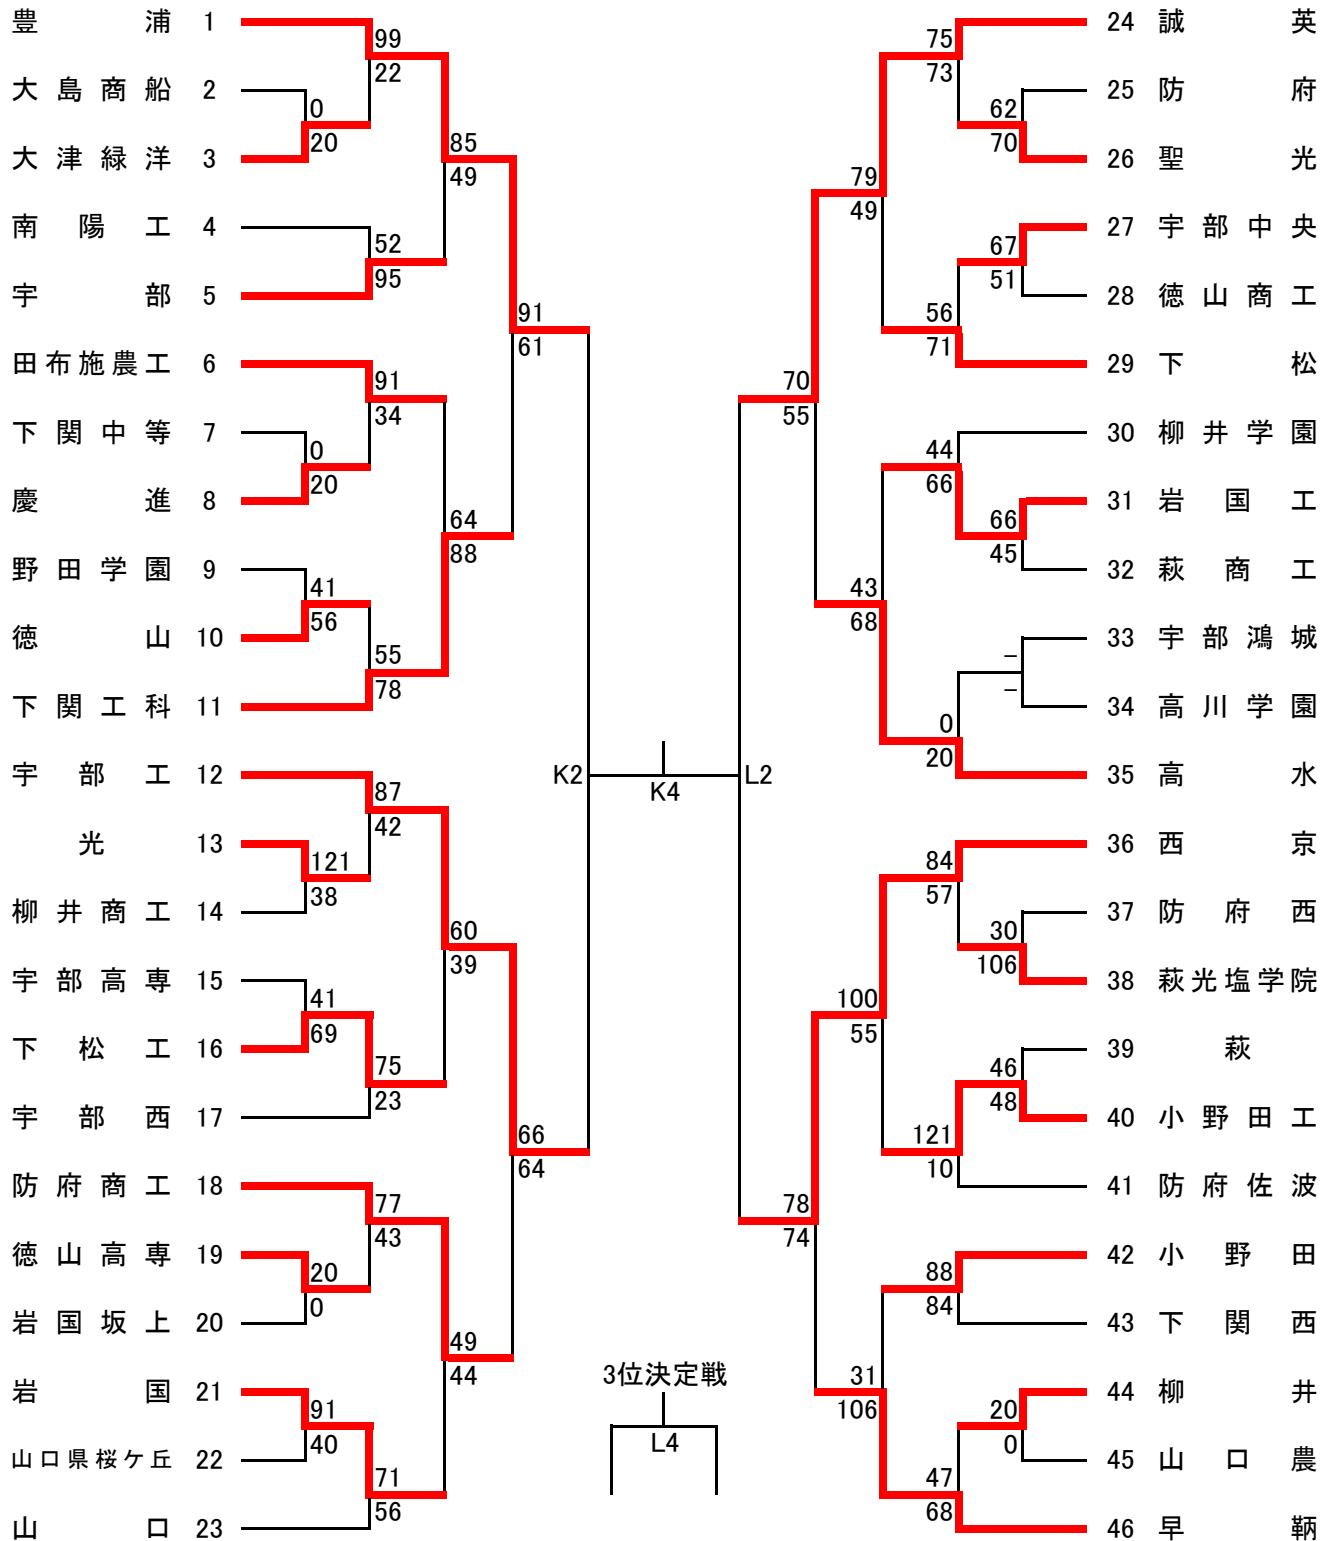 豊浦 1
99
22
大島商船 2
0
20
大津緑洋 3
85
49
南陽工 4
52
95
宇部 5
91
61
田布施農工 6
91
34
下関中等 7
0
20
慶進 8
64
88
野田学園 9
41
56
徳山 10
55
78
下関工科 11
宇部工 12
87
42
光 13
121
38
柳井商工 14
60
39
宇部高専 15
41
69
下松工 16
75
23
宇部西 17
66
64
防府商工 18
77
43
徳山高専 19
20
0
岩国坂上 20
49
44
岩国 21
91
40
山口県桜ケ丘 22
71
56
山口 23
K2
K4
L2
3位決定戦
L4
24 誠英
75
73
25 防府
62
70
26 聖光
79
49
27 宇部中央
67
51
28 徳山商工
56
71
29 下松
70
55
30 柳井学園
44
66
31 岩国工
66
45
32 萩商工
43
68
33 宇部鴻城
–
–
34 高川学園
0
20
35 高水
36 西京
84
57
37 防府西
30
106
38 萩光塩学院
100
55
39 萩
46
48
40 小野田工
121
10
41 防府佐波
78
74
42 小野田
88
84
43 下関西
31
106
44 柳井
20
0
45 山口農
47
68
46 早鞆